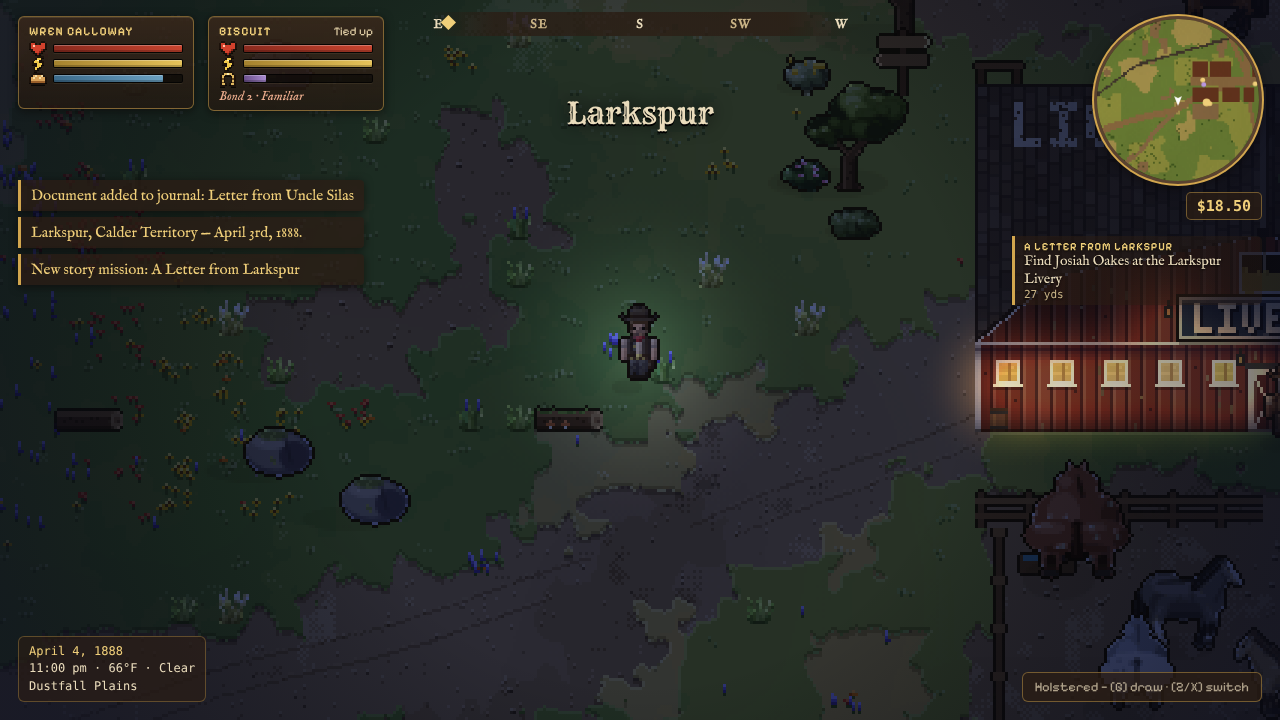 WREN CALLOWAY
BISCUIT Tied up
Bond 2 · Familiar
E SE S SW W
Larkspur
Document added to journal: Letter from Uncle Silas
Larkspur, Calder Territory — April 3rd, 1888.
New story mission: A Letter from Larkspur
$18.50
A LETTER FROM LARKSPUR
Find Josiah Oakes at the Larkspur
Livery
27 yds
LIVE
April 4, 1888
11:00 pm · 66°F · Clear
Dustfall Plains
Holstered - [G] draw · [Z/X] switch